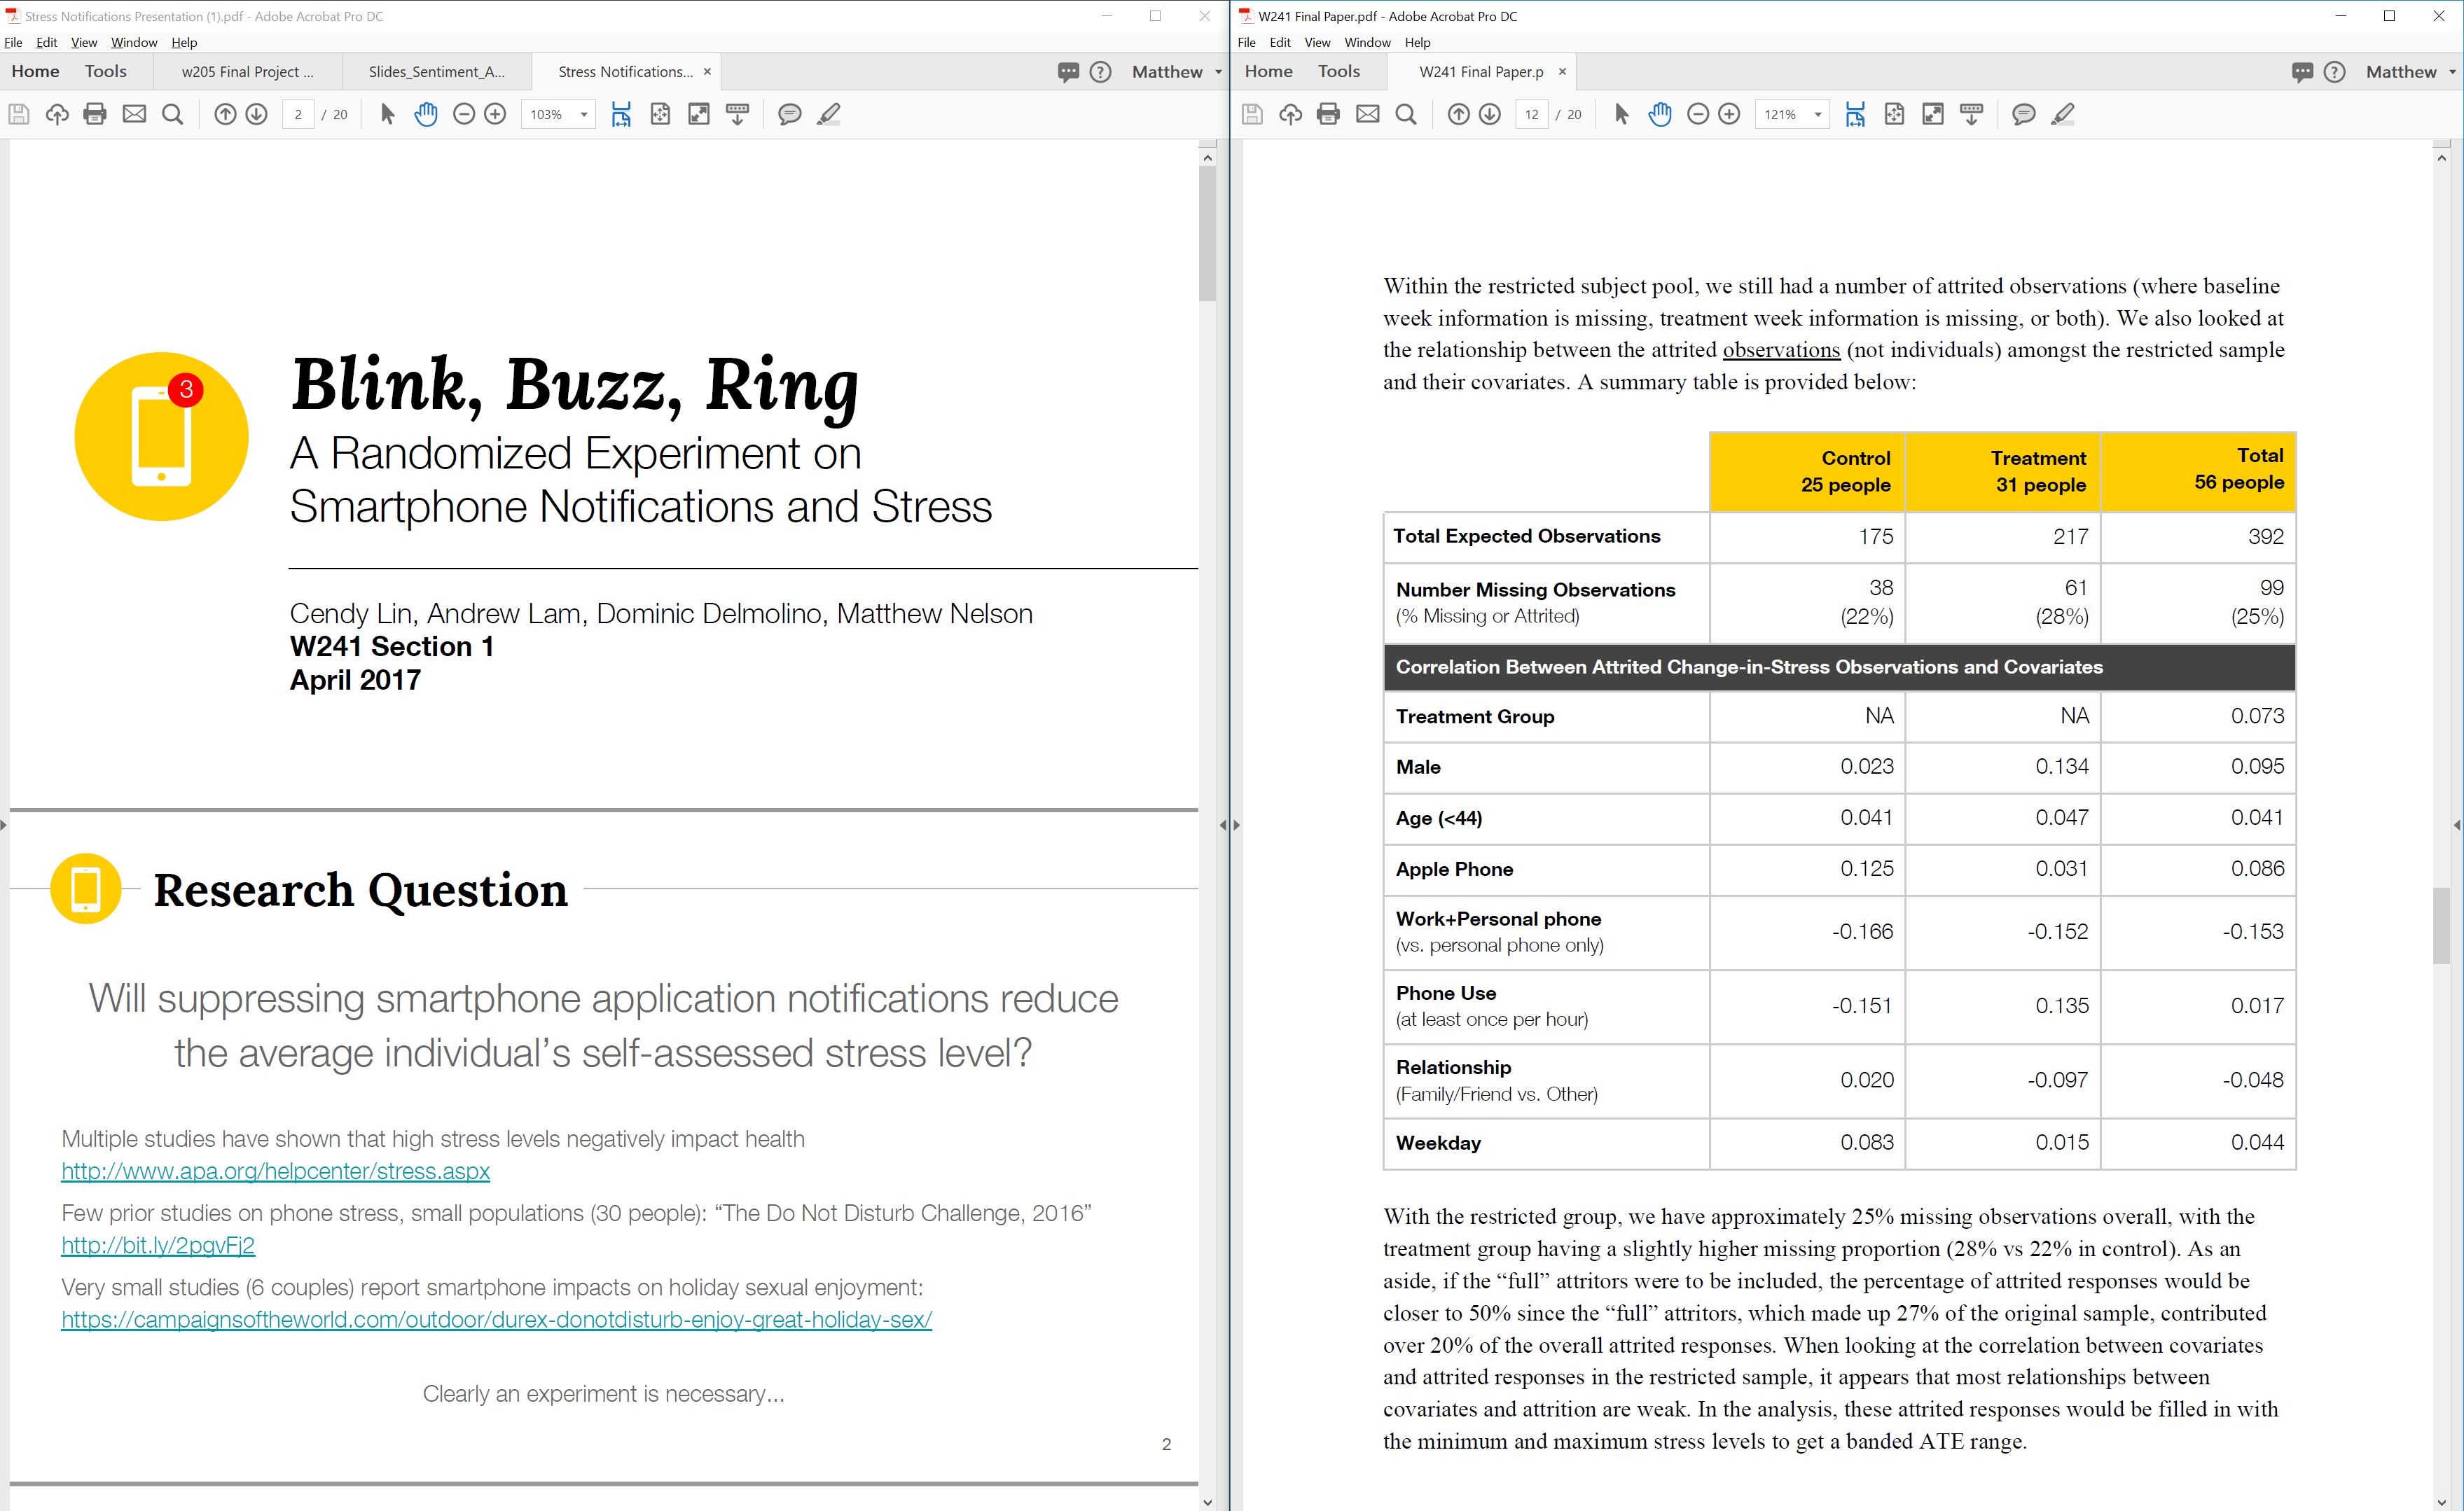 Stress Notifications Presentation (1).pdf - Adobe Acrobat Pro DC
File Edit View Window Help
Home Tools w205 Final Project ... Slides_Sentiment_A... Stress Notifications... × Matthew
2 / 20 103%
3
Blink, Buzz, Ring
A Randomized Experiment on
Smartphone Notifications and Stress
Cendy Lin, Andrew Lam, Dominic Delmolino, Matthew Nelson
W241 Section 1
April 2017
Research Question
Will suppressing smartphone application notifications reduce
the average individual's self-assessed stress level?
Multiple studies have shown that high stress levels negatively impact health
http://www.apa.org/helpcenter/stress.aspx
Few prior studies on phone stress, small populations (30 people): “The Do Not Disturb Challenge, 2016”
http://bit.ly/2pgvFj2
Very small studies (6 couples) report smartphone impacts on holiday sexual enjoyment:
https://campaignsoftheworld.com/outdoor/durex-donotdisturb-enjoy-great-holiday-sex/
Clearly an experiment is necessary...
2
W241 Final Paper.pdf - Adobe Acrobat Pro DC
File Edit View Window Help
Home Tools W241 Final Paper.p × Matthew
12 / 20 121%
Within the restricted subject pool, we still had a number of attrited observations (where baseline
week information is missing, treatment week information is missing, or both). We also looked at
the relationship between the attrited observations (not individuals) amongst the restricted sample
and their covariates. A summary table is provided below:
Control Treatment Total
25 people 31 people 56 people
Total Expected Observations 175 217 392
Number Missing Observations 38 61 99
(% Missing or Attrited) (22%) (28%) (25%)
Correlation Between Attrited Change-in-Stress Observations and Covariates
Treatment Group NA NA 0.073
Male 0.023 0.134 0.095
Age (<44) 0.041 0.047 0.041
Apple Phone 0.125 0.031 0.086
Work+Personal phone -0.166 -0.152 -0.153
(vs. personal phone only)
Phone Use -0.151 0.135 0.017
(at least once per hour)
Relationship 0.020 -0.097 -0.048
(Family/Friend vs. Other)
Weekday 0.083 0.015 0.044
With the restricted group, we have approximately 25% missing observations overall, with the
treatment group having a slightly higher missing proportion (28% vs 22% in control). As an
aside, if the “full” attritors were to be included, the percentage of attrited responses would be
closer to 50% since the “full” attritors, which made up 27% of the original sample, contributed
over 20% of the overall attrited responses. When looking at the correlation between covariates
and attrited responses in the restricted sample, it appears that most relationships between
covariates and attrition are weak. In the analysis, these attrited responses would be filled in with
the minimum and maximum stress levels to get a banded ATE range.